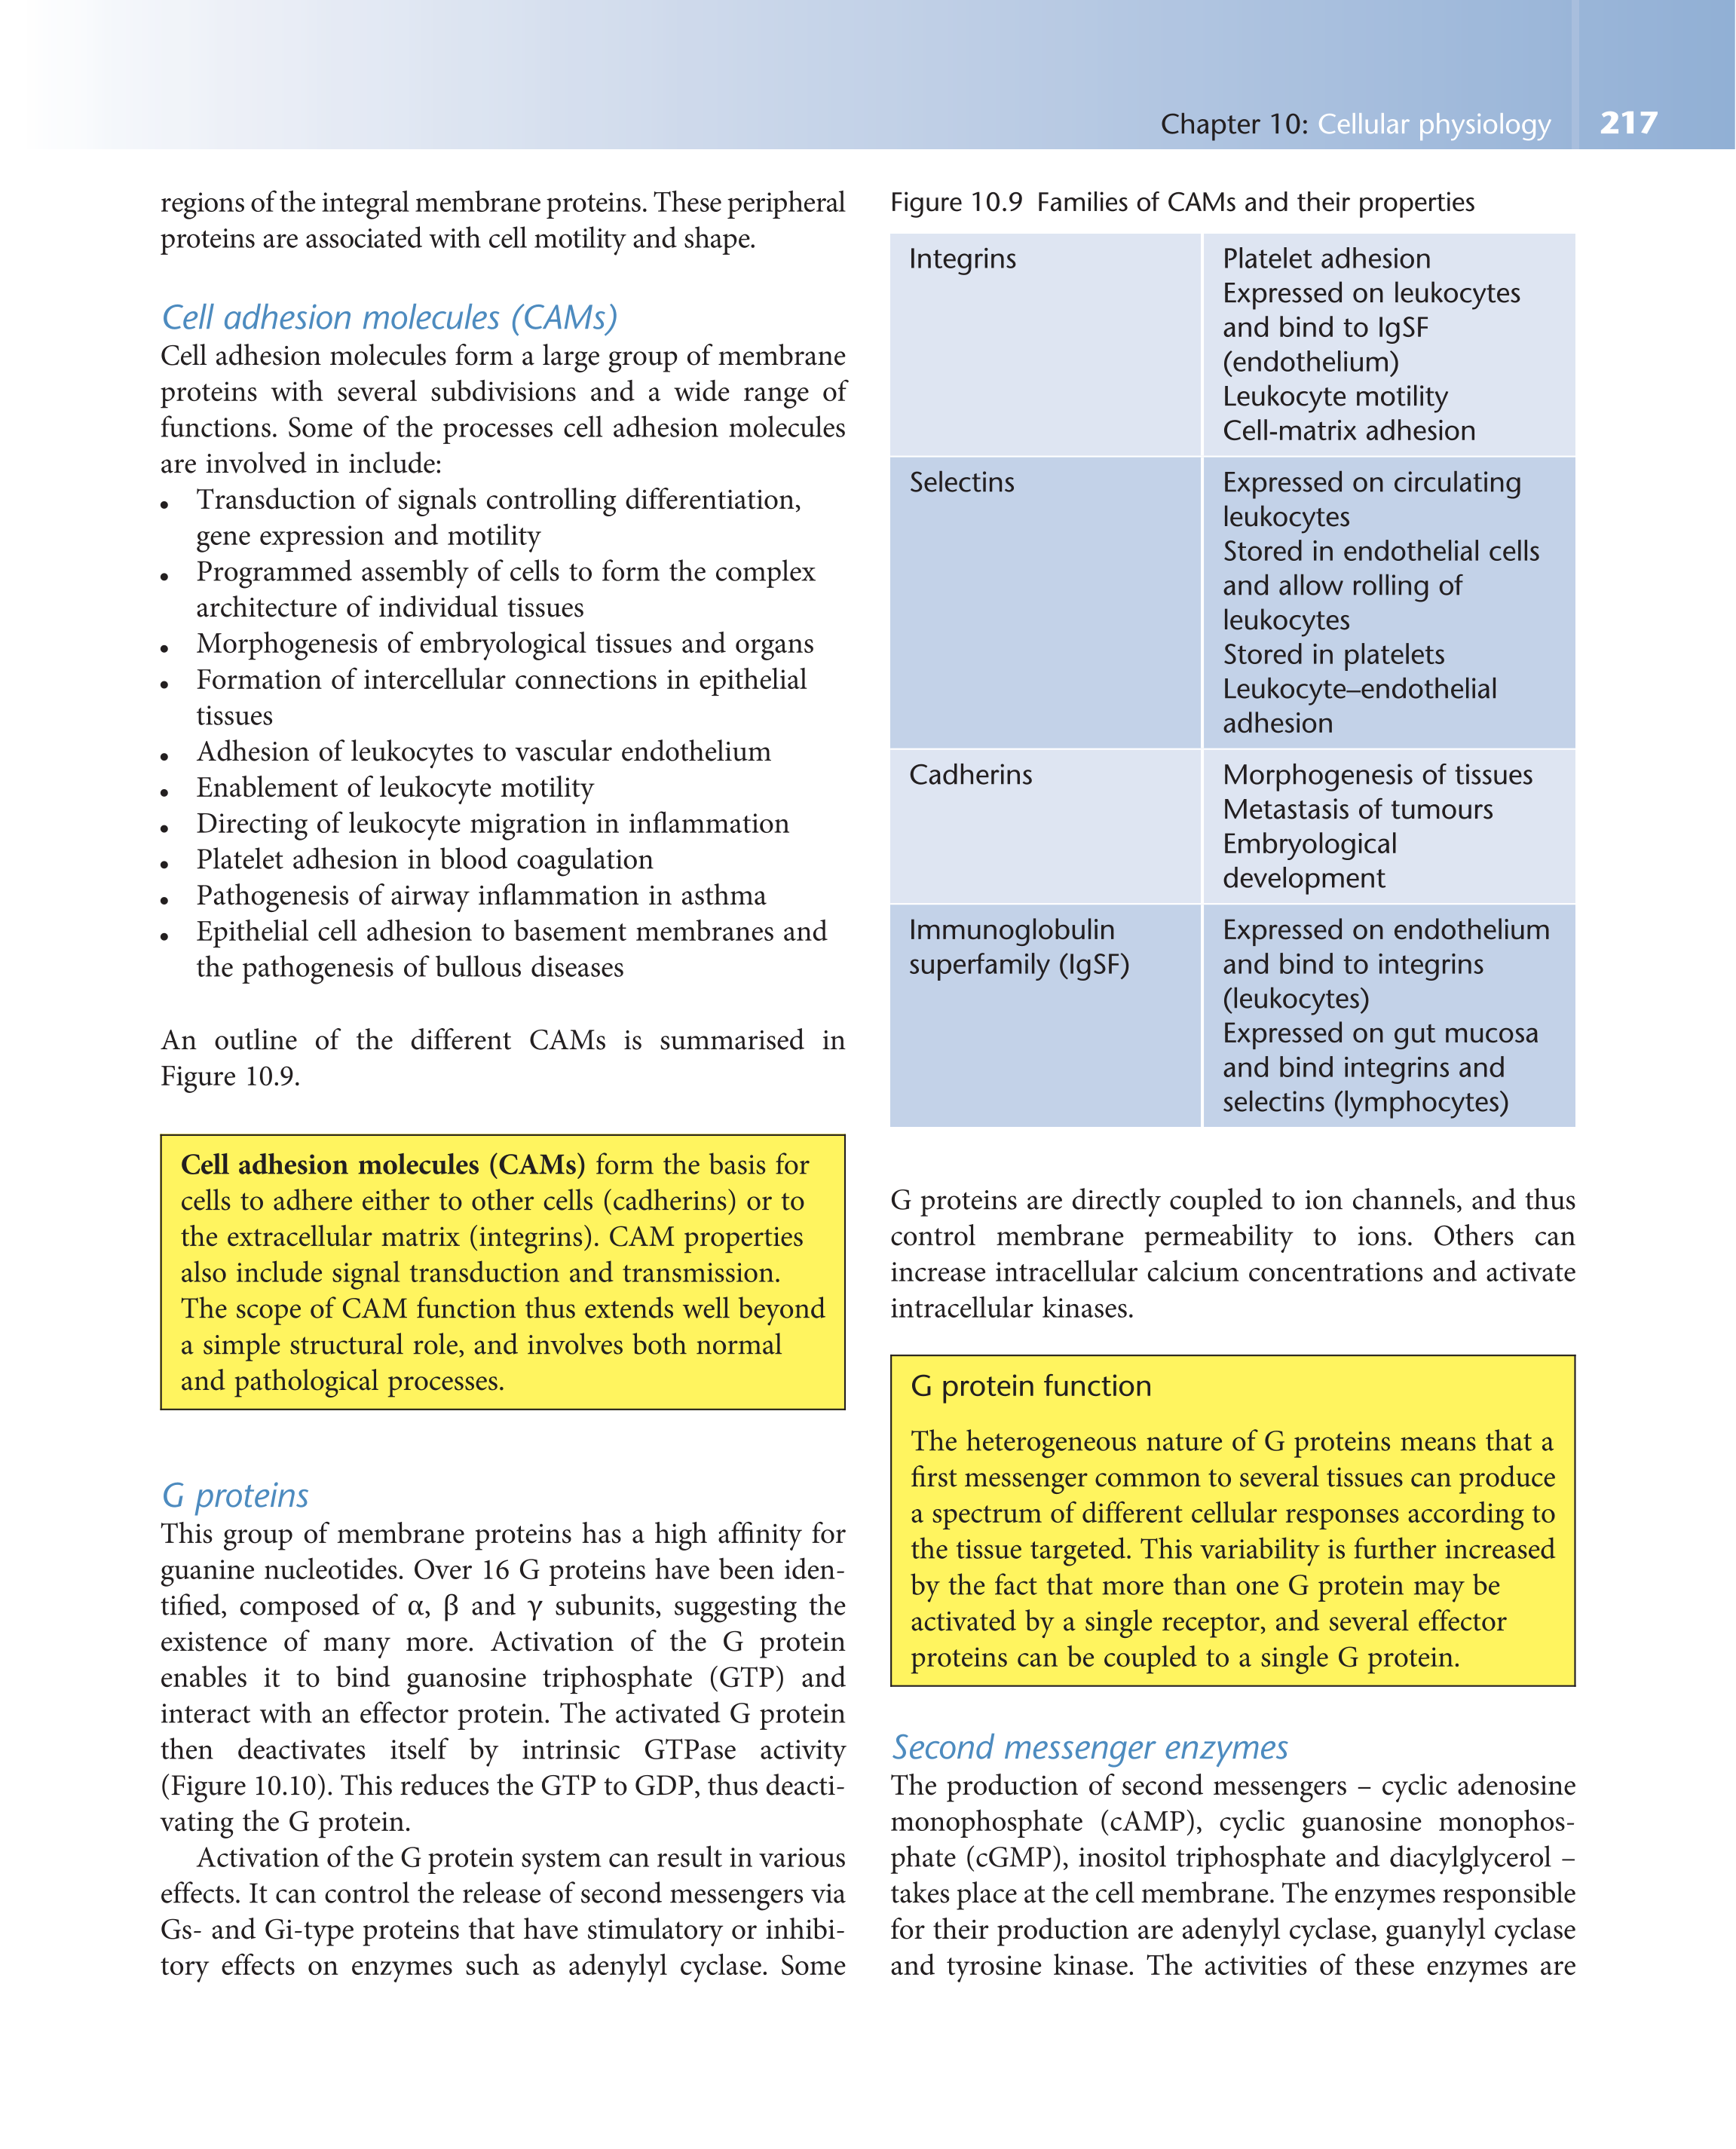 Chapter 10: Cellular physiology 217
regions of the integral membrane proteins. These peripheral
proteins are associated with cell motility and shape.
Cell adhesion molecules (CAMs)
Cell adhesion molecules form a large group of membrane
proteins with several subdivisions and a wide range of
functions. Some of the processes cell adhesion molecules
are involved in include:
• Transduction of signals controlling differentiation,
gene expression and motility
• Programmed assembly of cells to form the complex
architecture of individual tissues
• Morphogenesis of embryological tissues and organs
• Formation of intercellular connections in epithelial
tissues
• Adhesion of leukocytes to vascular endothelium
• Enablement of leukocyte motility
• Directing of leukocyte migration in inflammation
• Platelet adhesion in blood coagulation
• Pathogenesis of airway inflammation in asthma
• Epithelial cell adhesion to basement membranes and
the pathogenesis of bullous diseases
An outline of the different CAMs is summarised in
Figure 10.9.
Cell adhesion molecules (CAMs) form the basis for
cells to adhere either to other cells (cadherins) or to
the extracellular matrix (integrins). CAM properties
also include signal transduction and transmission.
The scope of CAM function thus extends well beyond
a simple structural role, and involves both normal
and pathological processes.
G proteins
This group of membrane proteins has a high affinity for
guanine nucleotides. Over 16 G proteins have been iden-
tified, composed of α, β and γ subunits, suggesting the
existence of many more. Activation of the G protein
enables it to bind guanosine triphosphate (GTP) and
interact with an effector protein. The activated G protein
then deactivates itself by intrinsic GTPase activity
(Figure 10.10). This reduces the GTP to GDP, thus deacti-
vating the G protein.
Activation of the G protein system can result in various
effects. It can control the release of second messengers via
Gs- and Gi-type proteins that have stimulatory or inhibi-
tory effects on enzymes such as adenylyl cyclase. Some
Figure 10.9 Families of CAMs and their properties
Integrins
Platelet adhesion
Expressed on leukocytes
and bind to IgSF
(endothelium)
Leukocyte motility
Cell-matrix adhesion
Selectins
Expressed on circulating
leukocytes
Stored in endothelial cells
and allow rolling of
leukocytes
Stored in platelets
Leukocyte–endothelial
adhesion
Cadherins
Morphogenesis of tissues
Metastasis of tumours
Embryological
development
Immunoglobulin
superfamily (IgSF)
Expressed on endothelium
and bind to integrins
(leukocytes)
Expressed on gut mucosa
and bind integrins and
selectins (lymphocytes)
G proteins are directly coupled to ion channels, and thus
control membrane permeability to ions. Others can
increase intracellular calcium concentrations and activate
intracellular kinases.
G protein function
The heterogeneous nature of G proteins means that a
first messenger common to several tissues can produce
a spectrum of different cellular responses according to
the tissue targeted. This variability is further increased
by the fact that more than one G protein may be
activated by a single receptor, and several effector
proteins can be coupled to a single G protein.
Second messenger enzymes
The production of second messengers – cyclic adenosine
monophosphate (cAMP), cyclic guanosine monophos-
phate (cGMP), inositol triphosphate and diacylglycerol –
takes place at the cell membrane. The enzymes responsible
for their production are adenylyl cyclase, guanylyl cyclase
and tyrosine kinase. The activities of these enzymes are